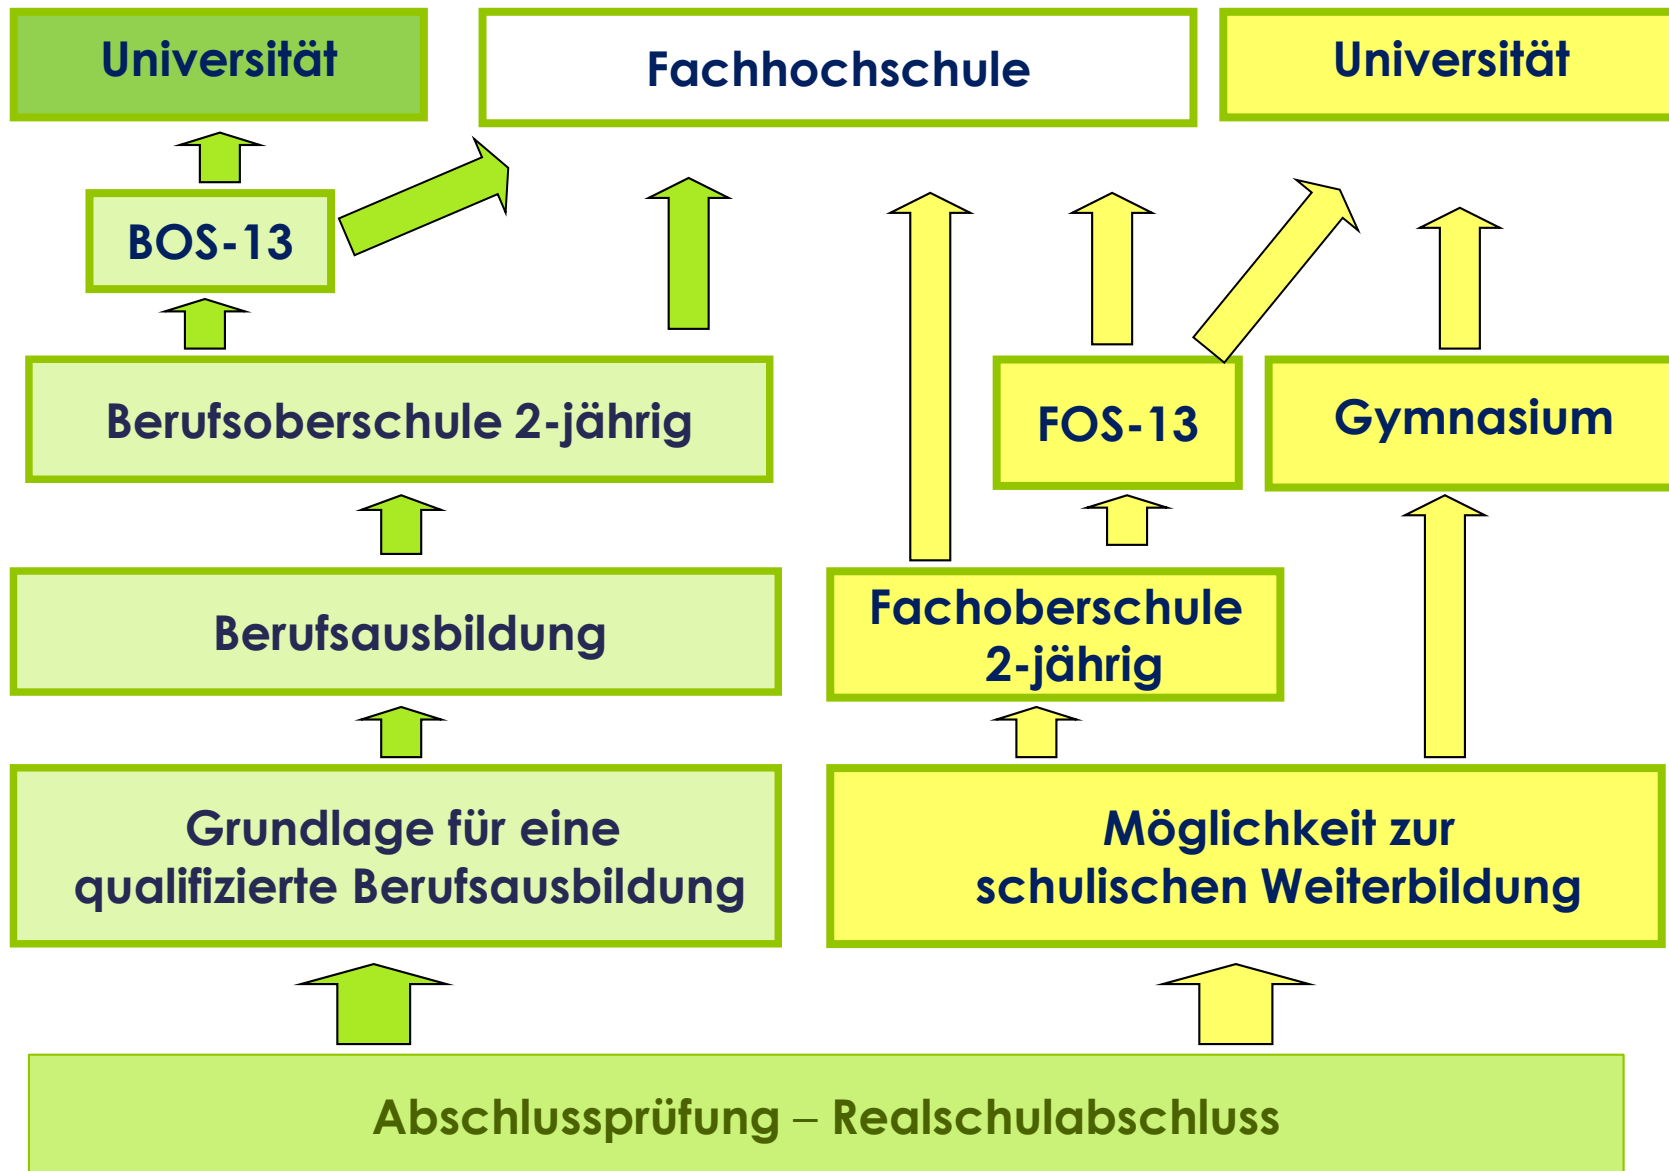 Universität
Fachhochschule
Universität
BOS-13
Berufsoberschule 2-jährig
FOS-13
Gymnasium
Berufsausbildung
Fachoberschule
2-jährig
Grundlage für eine
qualifizierte Berufsausbildung
Möglichkeit zur
schulischen Weiterbildung
Abschlussprüfung – Realschulabschluss